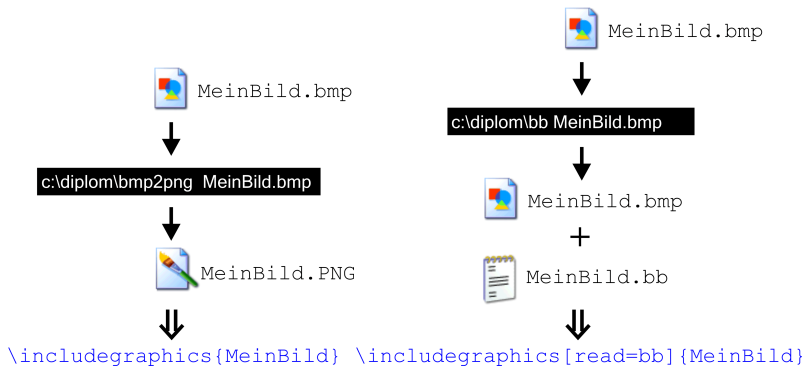 MeinBild.bmp
c:\diplom\bmp2png MeinBild.bmp
MeinBild.PNG
\includegraphics{MeinBild}
MeinBild.bmp
c:\diplom\bb MeinBild.bmp
MeinBild.bmp
+
MeinBild.bb
\includegraphics[read=bb]{MeinBild}